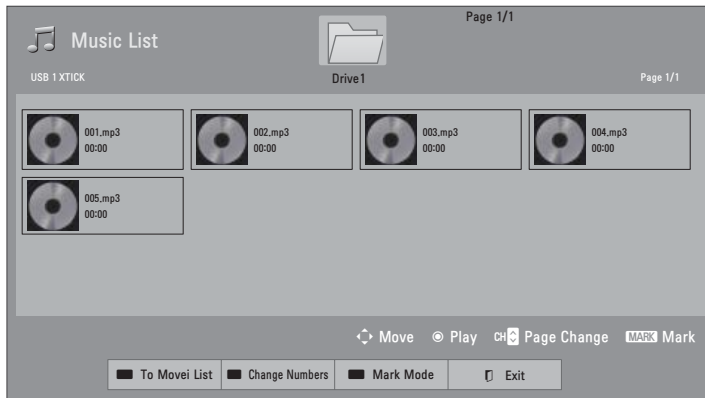 Page 1/1
Music List
USB 1 XTICK
Drive1
Page 1/1
001.mp3
00:00
002.mp3
00:00
003.mp3
00:00
004.mp3
00:00
005.mp3
00:00
Move Play CH Page Change MARK Mark
To Movei List Change Numbers Mark Mode Exit